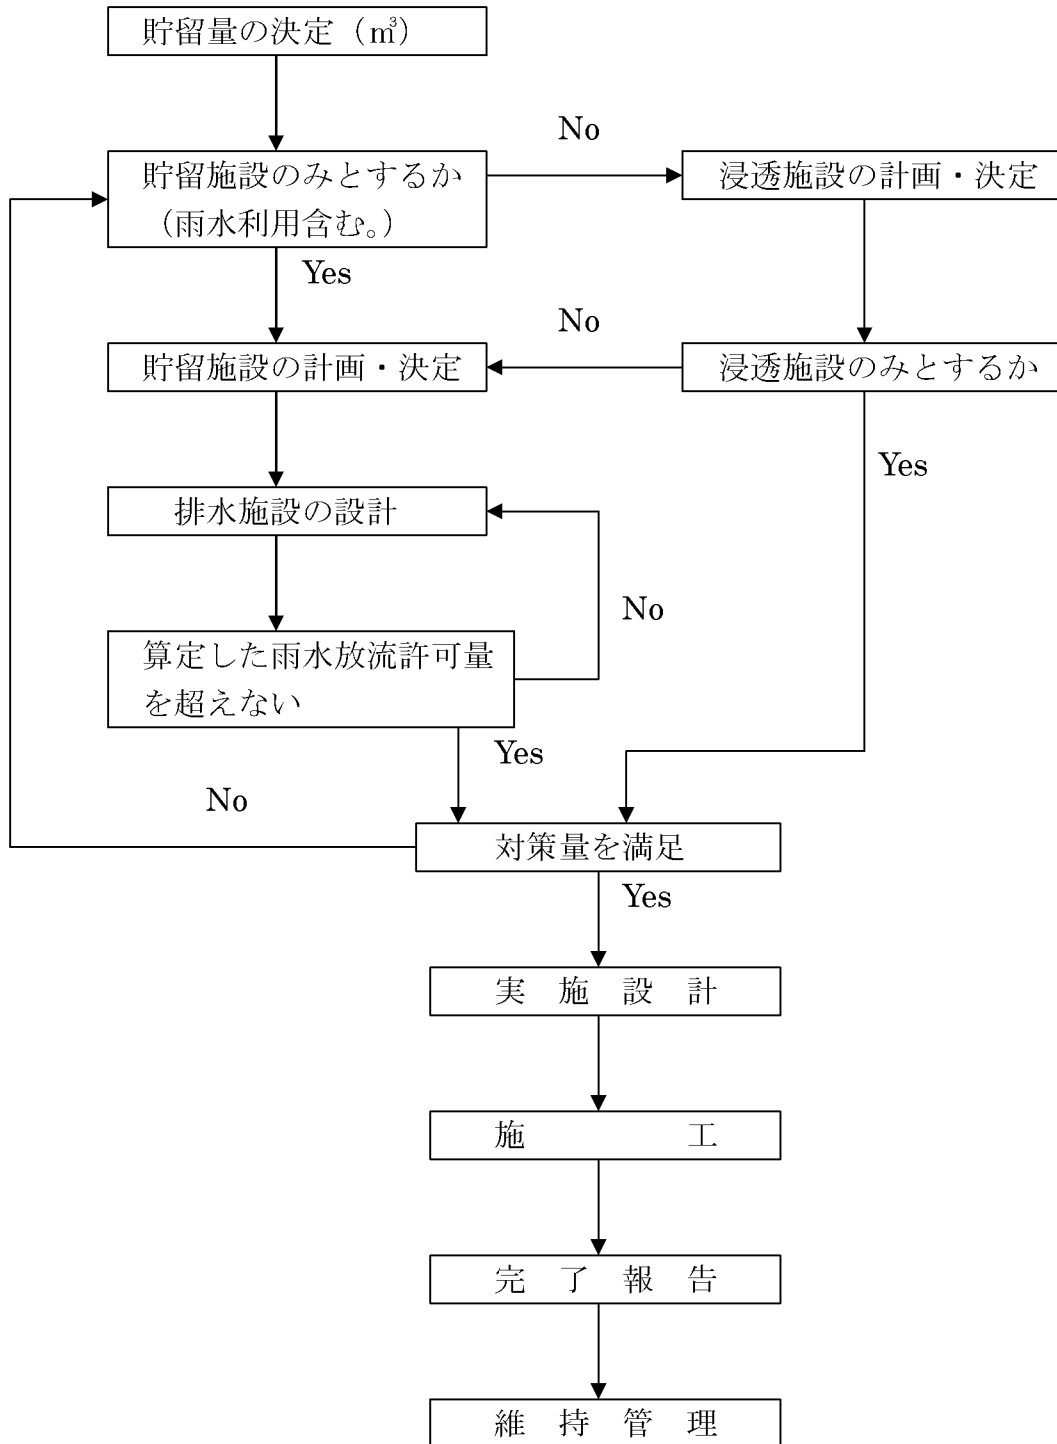 貯留量の決定（㎥）
No
貯留施設のみとするか
（雨水利用含む。）
浸透施設の計画・決定
Yes
No
貯留施設の計画・決定
浸透施設のみとするか
Yes
排水施設の設計
No
算定した雨水放流許可量
を超えない
Yes
No
対策量を満足
Yes
実　施　設　計
施　　　　　工
完　了　報　告
維　持　管　理